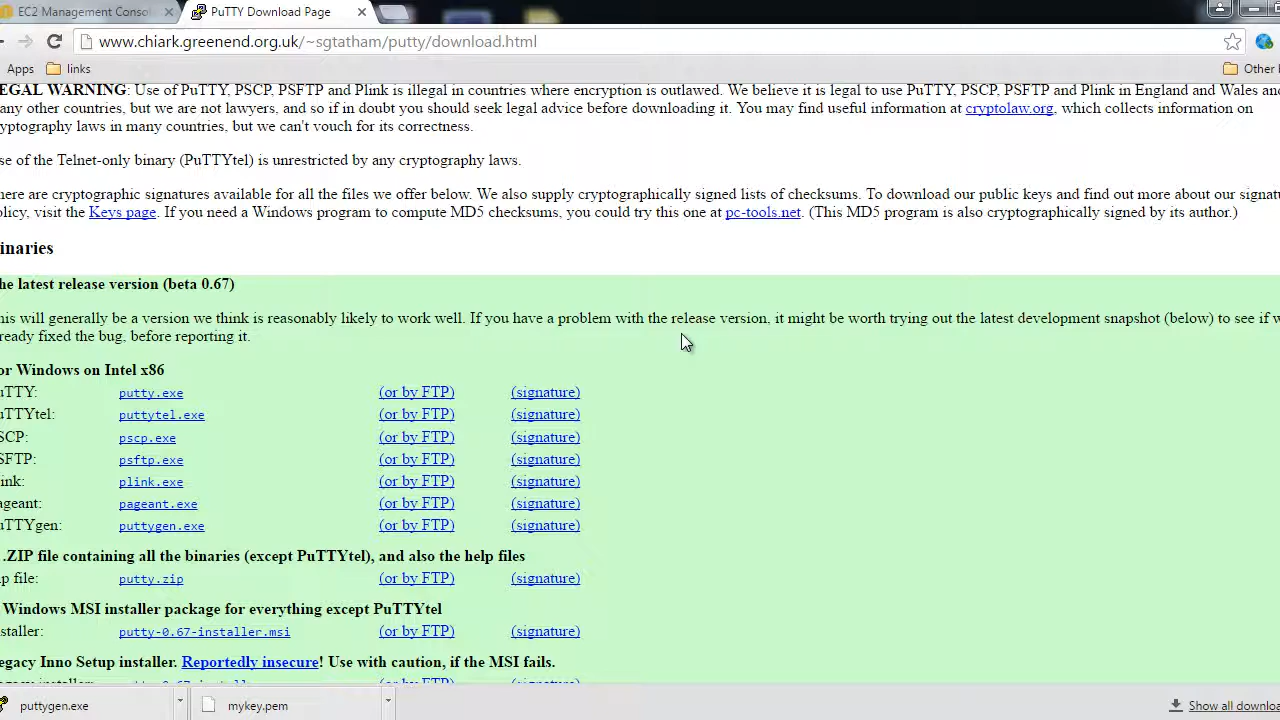 EC2 Management Conso
PuTTY Download Page
www.chiark.greenend.org.uk/~sgtatham/putty/download.html
Apps
links
Other
EGAL WARNING: Use of PuTTY, PSCP, PSFTP and Plink is illegal in countries where encryption is outlawed. We believe it is legal to use PuTTY, PSCP, PSFTP and Plink in England and Wales and
any other countries, but we are not lawyers, and so if in doubt you should seek legal advice before downloading it. You may find useful information at cryptolaw.org, which collects information on
yptography laws in many countries, but we can't vouch for its correctness.
se of the Telnet-only binary (PuTTYtel) is unrestricted by any cryptography laws.
here are cryptographic signatures available for all the files we offer below. We also supply cryptographically signed lists of checksums. To download our public keys and find out more about our signatu
olicy, visit the Keys page. If you need a Windows program to compute MD5 checksums, you could try this one at pc-tools.net. (This MD5 program is also cryptographically signed by its author.)
inaries
he latest release version (beta 0.67)
his will generally be a version we think is reasonably likely to work well. If you have a problem with the release version, it might be worth trying out the latest development snapshot (below) to see if w
ready fixed the bug, before reporting it.
or Windows on Intel x86
uTTY: putty.exe (or by FTP) (signature)
uTTYtel: puttytel.exe (or by FTP) (signature)
SCP: pscp.exe (or by FTP) (signature)
SFTP: psftp.exe (or by FTP) (signature)
ink: plink.exe (or by FTP) (signature)
ageant: pageant.exe (or by FTP) (signature)
uTTYgen: puttygen.exe (or by FTP) (signature)
.ZIP file containing all the binaries (except PuTTYtel), and also the help files
ip file: putty.zip (or by FTP) (signature)
Windows MSI installer package for everything except PuTTYtel
staller: putty-0.67-installer.msi (or by FTP) (signature)
egacy Inno Setup installer. Reportedly insecure! Use with caution, if the MSI fails.
puttygen.exe
mykey.pem
Show all downloa